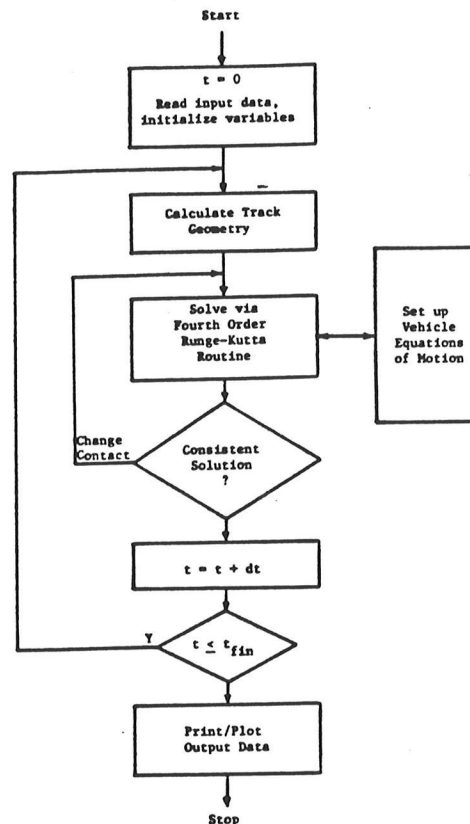 Start
t = 0
Read input data,
initialize variables
Calculate Track
Geometry
Solve via
Fourth Order
Runge-Kutta
Routine
Set up
Vehicle
Equations
of Motion
Change
Contact
Consistent
Solution
?
t = t + dt
Y
t ≤ t fin
Print/Plot
Output Data
Stop